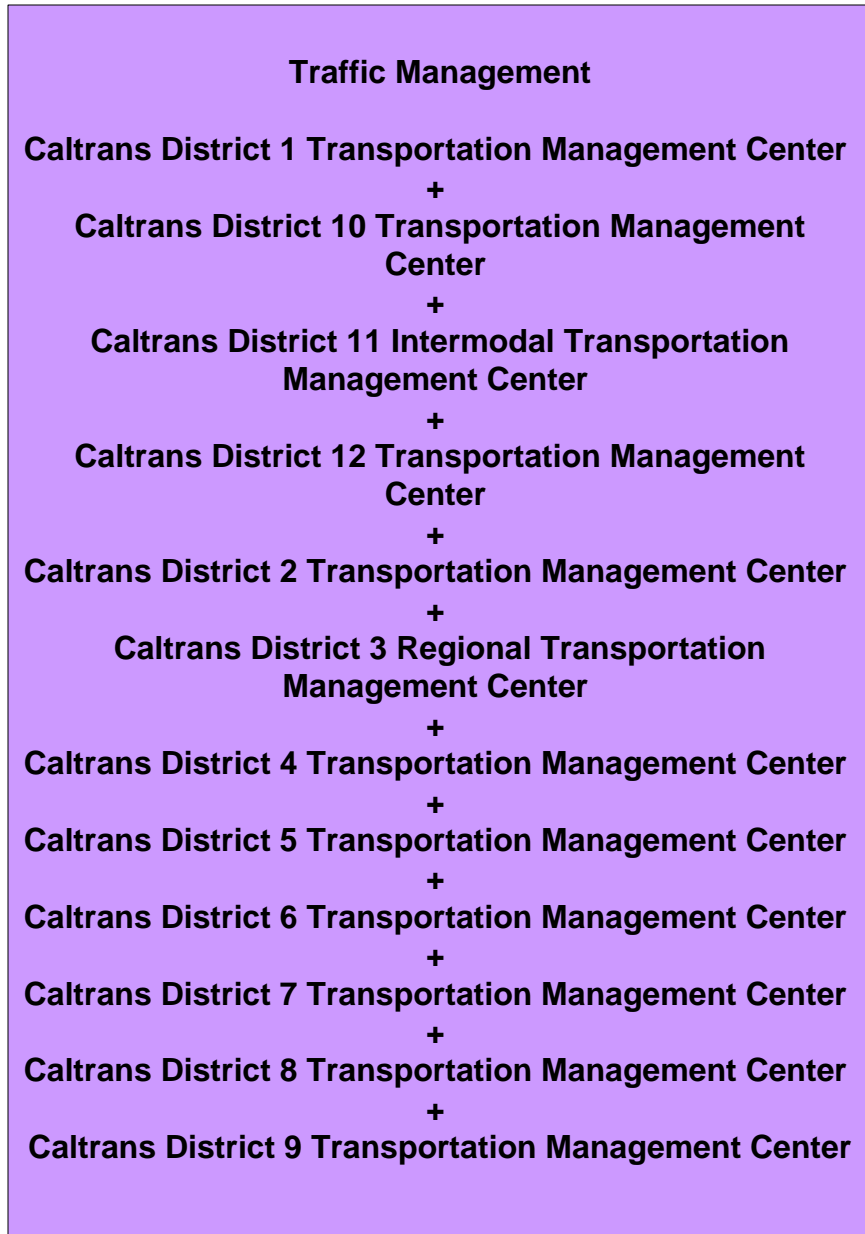 Traffic Management
Caltrans District 1 Transportation Management Center
+
Caltrans District 10 Transportation Management
Center
+
Caltrans District 11 Intermodal Transportation
Management Center
+
Caltrans District 12 Transportation Management
Center
+
Caltrans District 2 Transportation Management Center
+
Caltrans District 3 Regional Transportation
Management Center
+
Caltrans District 4 Transportation Management Center
+
Caltrans District 5 Transportation Management Center
+
Caltrans District 6 Transportation Management Center
+
Caltrans District 7 Transportation Management Center
+
Caltrans District 8 Transportation Management Center
+
Caltrans District 9 Transportation Management Center